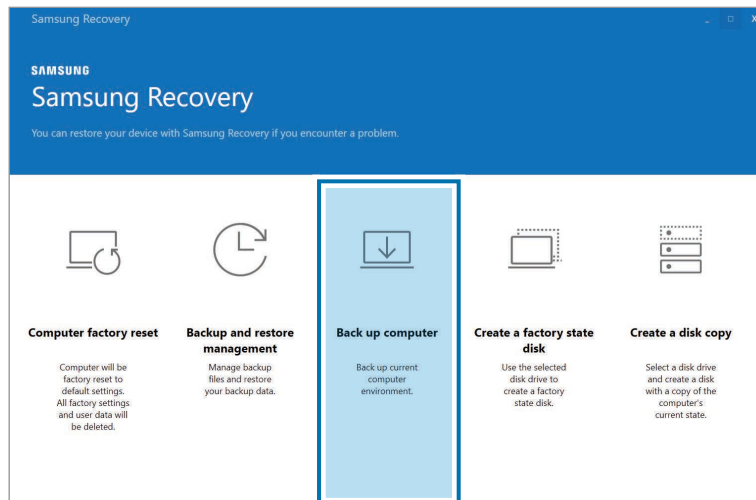 Samsung Recovery
SAMSUNG
Samsung Recovery
You can restore your device with Samsung Recovery if you encounter a problem.
Computer factory reset
Computer will be
factory reset to
default settings.
All factory settings
and user data will
be deleted.
Backup and restore
management
Manage backup
files and restore
your backup data.
Back up computer
Back up current
computer
environment.
Create a factory state
disk
Use the selected
disk drive to
create a factory
state disk.
Create a disk copy
Select a disk drive
and create a disk
with a copy of the
computer's
current state.